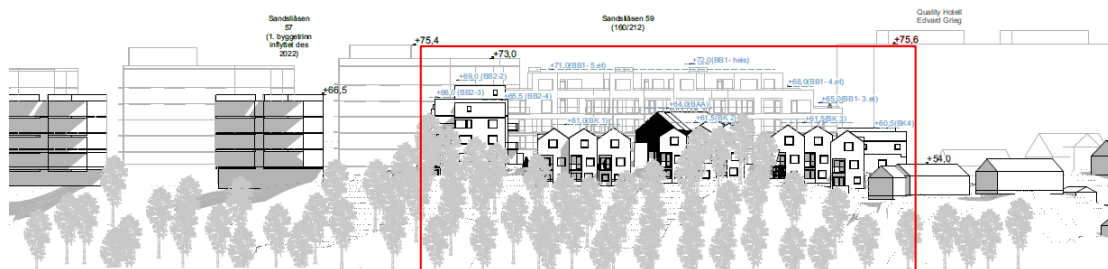 Sandsliåsen
57
(1. byggetrinn
inflyttet des
2022)
Sandsliåsen 59
(160/212)
Quality Hotell
Edvard Grieg
+75,4
+75,6
+73,0
+72,0(BB1- heis)
+71,0(BB1- 5.et)
+69,0 (BB2-2)
+68,0(BB1- 4.et)
+66,5
+66,0 (BB2-3)
+65,5 (BB2-4)
+65,0(BB1- 3.et)
+64,0(BAA)
+61,0(BK 1)
+61,5(BK 2)
+61,5(BK 3)
+60,5(BK4)
+54,0